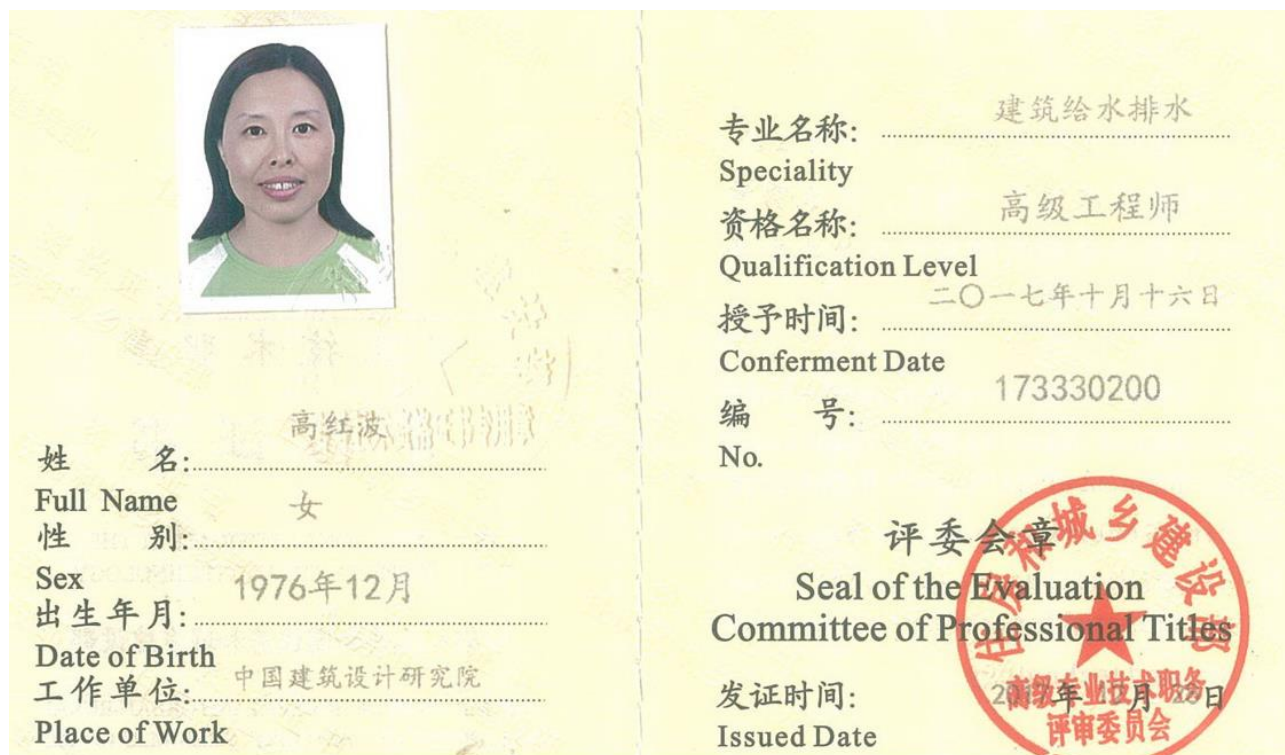 高红波
姓 名:
Full Name
女
性 别:
Sex
1976年12月
出生年月:
Date of Birth
中国建筑设计研究院
工作单位:
Place of Work
建筑给水排水
专业名称:
Speciality
高级工程师
资格名称:
Qualification Level
二〇一七年十月十六日
授予时间:
Conferment Date
173330200
编 号:
No.
评委会章
Seal of the Evaluation
Committee of Professional Titles
住房和城乡建设部
高级专业技术职务
评审委员会
发证时间:
年 月 日
Issued Date